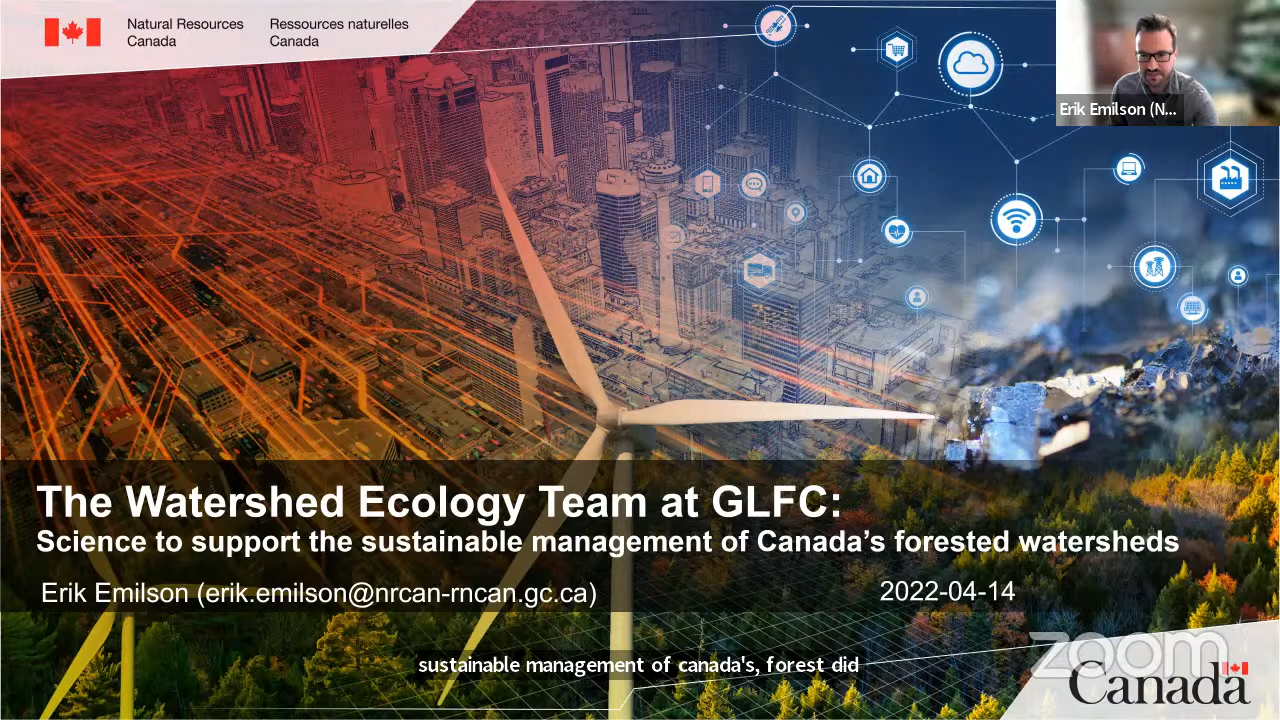 Natural Resources
Canada
Ressources naturelles
Canada
Erik Emilson (N...
The Watershed Ecology Team at GLFC:
Science to support the sustainable management of Canada's forested watersheds
Erik Emilson (erik.emilson@nrcan-rncan.gc.ca)
2022-04-14
sustainable management of canada's, forest did
zoom
Canada